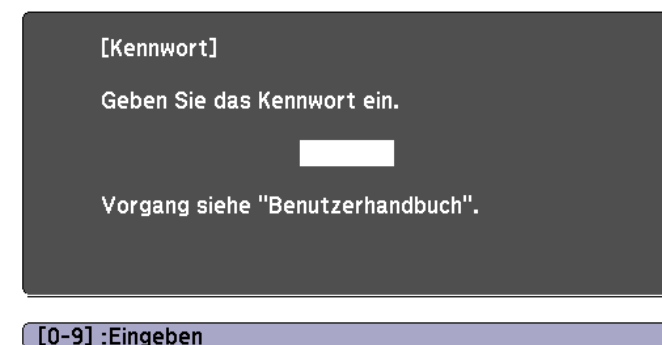 [Kennwort]
Geben Sie das Kennwort ein.
Vorgang siehe "Benutzerhandbuch".
[0-9] :Eingeben